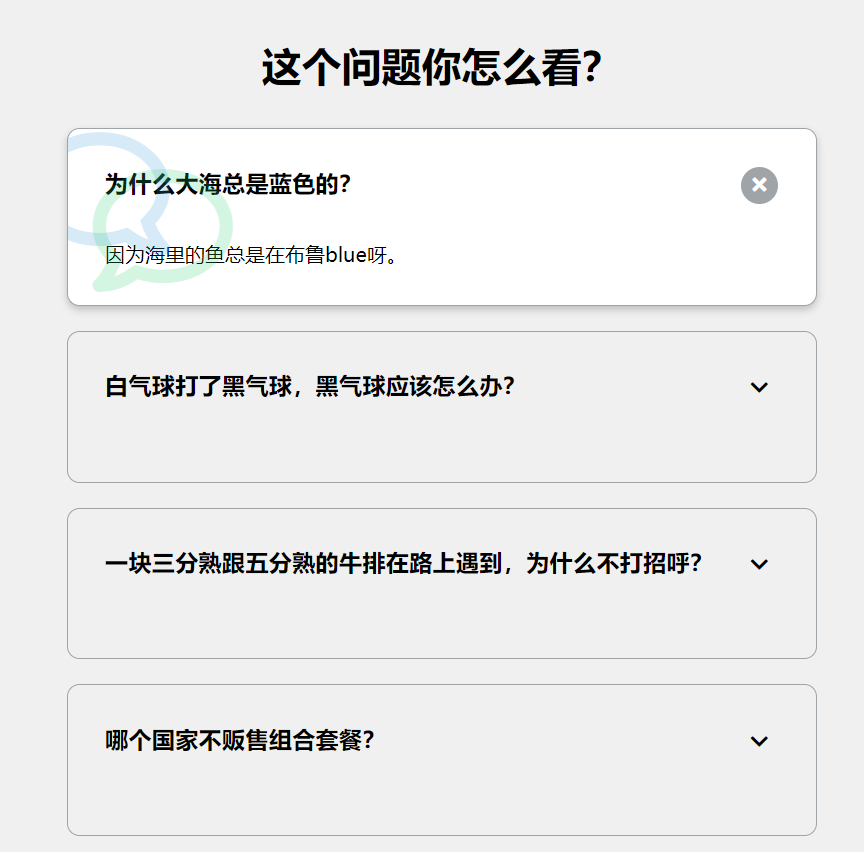 这个问题你怎么看？
为什么大海总是蓝色的？
因为海里的鱼总是在布鲁blue呀。
白气球打了黑气球，黑气球应该怎么办？
一块三分熟跟五分熟的牛排在路上遇到，为什么不打招呼？
哪个国家不贩售组合套餐？